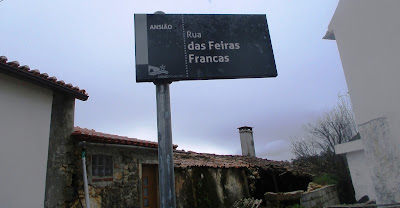 ANSIÃO
Rua
das Feiras
Francas